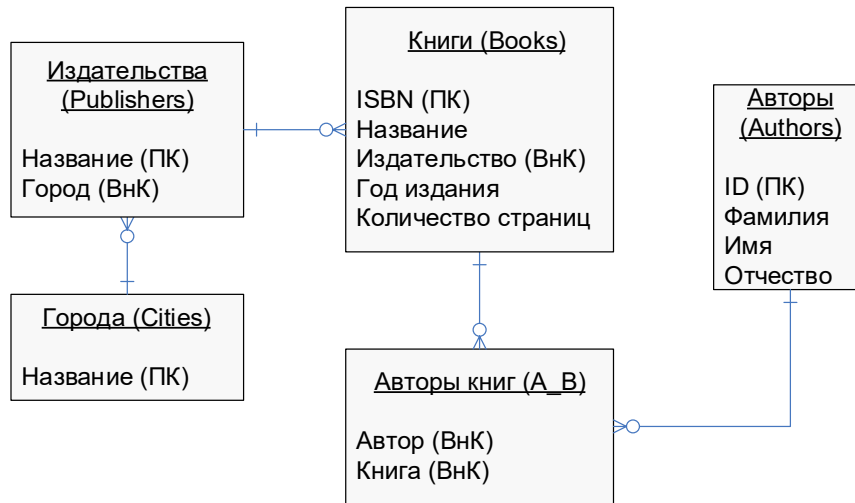 Издательства
(Publishers)
Название (ПК)
Город (ВнК)
Города (Cities)
Название (ПК)
Книги (Books)
ISBN (ПК)
Название
Издательство (ВнК)
Год издания
Количество страниц
Авторы книг (A_B)
Автор (ВнК)
Книга (ВнК)
Авторы
(Authors)
ID (ПК)
Фамилия
Имя
Отчество